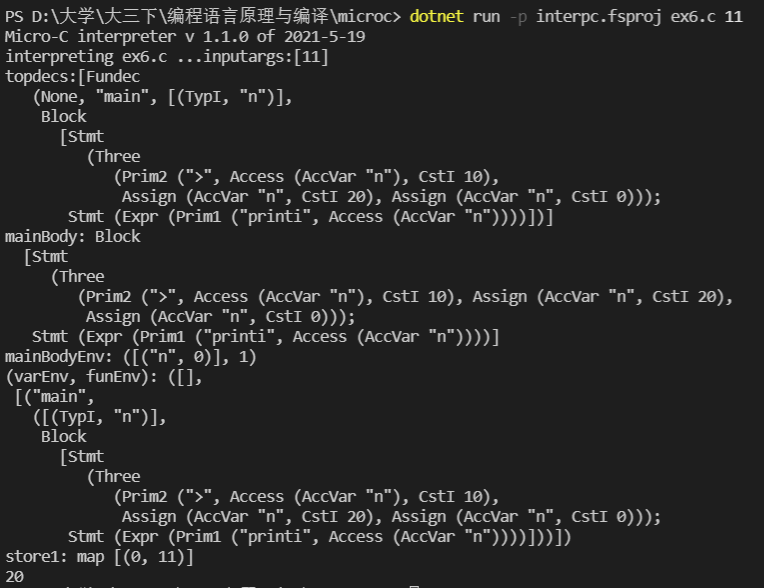 PS D:\大学\大三下\编程语言原理与编译\microc> dotnet run -p interpc.fsproj ex6.c 11
Micro-C interpreter v 1.1.0 of 2021-5-19
interpreting ex6.c ...inputargs:[11]
topdecs:[Fundec
   (None, "main", [(TypI, "n")],
    Block
      [Stmt
         (Three
            (Prim2 (">", Access (AccVar "n"), CstI 10),
             Assign (AccVar "n", CstI 20), Assign (AccVar "n", CstI 0)));
       Stmt (Expr (Prim1 ("printi", Access (AccVar "n"))))])]
mainBody: Block
  [Stmt
     (Three
        (Prim2 (">", Access (AccVar "n"), CstI 10), Assign (AccVar "n", CstI 20),
         Assign (AccVar "n", CstI 0)));
   Stmt (Expr (Prim1 ("printi", Access (AccVar "n"))))]
mainBodyEnv: ([("n", 0)], 1)
(varEnv, funEnv): ([],
 [("main",
   ([(TypI, "n")],
    Block
      [Stmt
         (Three
            (Prim2 (">", Access (AccVar "n"), CstI 10),
             Assign (AccVar "n", CstI 20), Assign (AccVar "n", CstI 0)));
       Stmt (Expr (Prim1 ("printi", Access (AccVar "n"))))]))])
store1: map [(0, 11)]
20